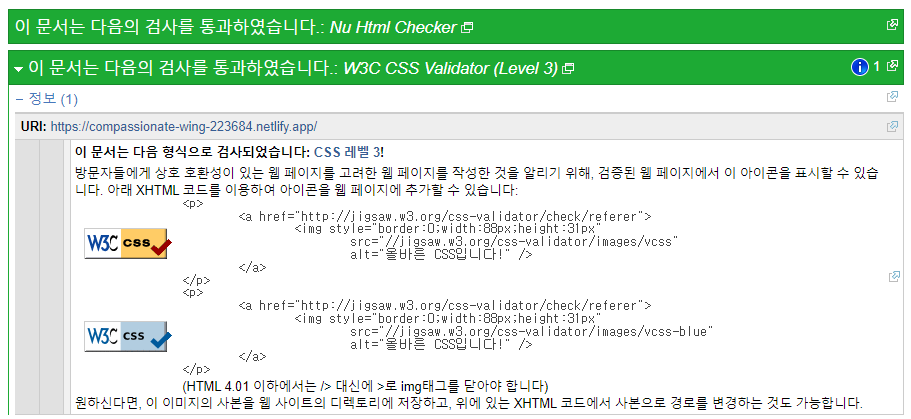 이 문서는 다음의 검사를 통과하였습니다.: Nu Html Checker
이 문서는 다음의 검사를 통과하였습니다.: W3C CSS Validator (Level 3)
1
− 정보 (1)
URI: https://compassionate-wing-223684.netlify.app/
이 문서는 다음 형식으로 검사되었습니다: CSS 레벨 3!
방문자들에게 상호 호환성이 있는 웹 페이지를 고려한 웹 페이지를 작성한 것을 알리기 위해, 검증된 웹 페이지에서 이 아이콘을 표시할 수 있습
니다. 아래 XHTML 코드를 이용하여 아이콘을 웹 페이지에 추가할 수 있습니다:
W3C css
<p>
<a href="http://jigsaw.w3.org/css-validator/check/referer">
<img style="border:0;width:88px;height:31px"
src="//jigsaw.w3.org/css-validator/images/vcss"
alt="올바른 CSS입니다!" />
</a>
</p>
W3C css
<p>
<a href="http://jigsaw.w3.org/css-validator/check/referer">
<img style="border:0;width:88px;height:31px"
src="//jigsaw.w3.org/css-validator/images/vcss-blue"
alt="올바른 CSS입니다!" />
</a>
</p>
(HTML 4.01 이하에서는 /> 대신에 >로 img태그를 닫아야 합니다)
원하신다면, 이 이미지의 사본을 웹 사이트의 디렉토리에 저장하고, 위에 있는 XHTML 코드에서 사본으로 경로를 변경하는 것도 가능합니다.